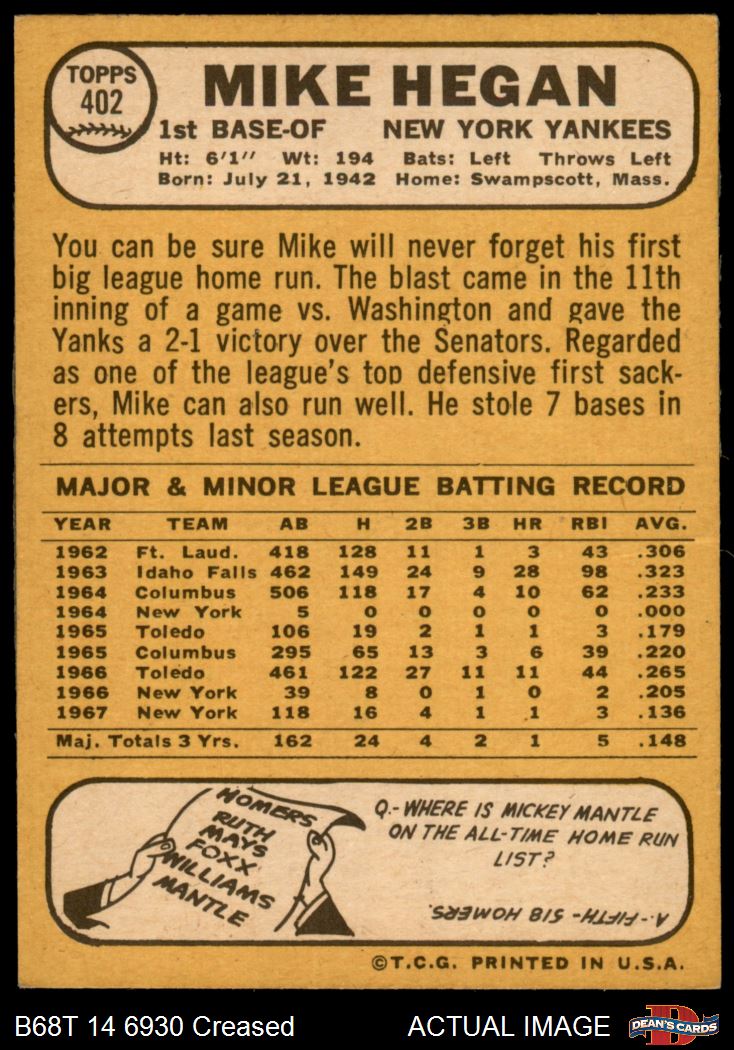 TOPPS
402
MIKE HEGAN
1st BASE-OF NEW YORK YANKEES
Ht: 6'1" Wt: 194 Bats: Left Throws Left
Born: July 21, 1942 Home: Swampscott, Mass.
You can be sure Mike will never forget his first
big league home run. The blast came in the 11th
inning of a game vs. Washington and gave the
Yanks a 2-1 victory over the Senators. Regarded
as one of the league's top defensive first sack-
ers, Mike can also run well. He stole 7 bases in
8 attempts last season.
MAJOR & MINOR LEAGUE BATTING RECORD
YEAR TEAM AB H 2B 3B HR RBI AVG.
1962 Ft. Laud. 418 128 11 1 3 43 .306
1963 Idaho Falls 462 149 24 9 28 98 .323
1964 Columbus 506 118 17 4 10 62 .233
1964 New York 5 0 0 0 0 0 .000
1965 Toledo 106 19 2 1 1 3 .179
1965 Columbus 295 65 13 3 6 39 .220
1966 Toledo 461 122 27 11 11 44 .265
1966 New York 39 8 0 1 0 2 .205
1967 New York 118 16 4 1 1 3 .136
Maj. Totals 3 Yrs. 162 24 4 2 1 5 .148
HOMERS
RUTH
MAYS
FOXX
WILLIAMS
MANTLE
Q.- WHERE IS MICKEY MANTLE
ON THE ALL-TIME HOME RUN
LIST?
A.- FIFTH - 518 HOMERS.
©T.C.G. PRINTED IN U.S.A.
B68T 14 6930 Creased ACTUAL IMAGE
D
DEAN'S CARDS